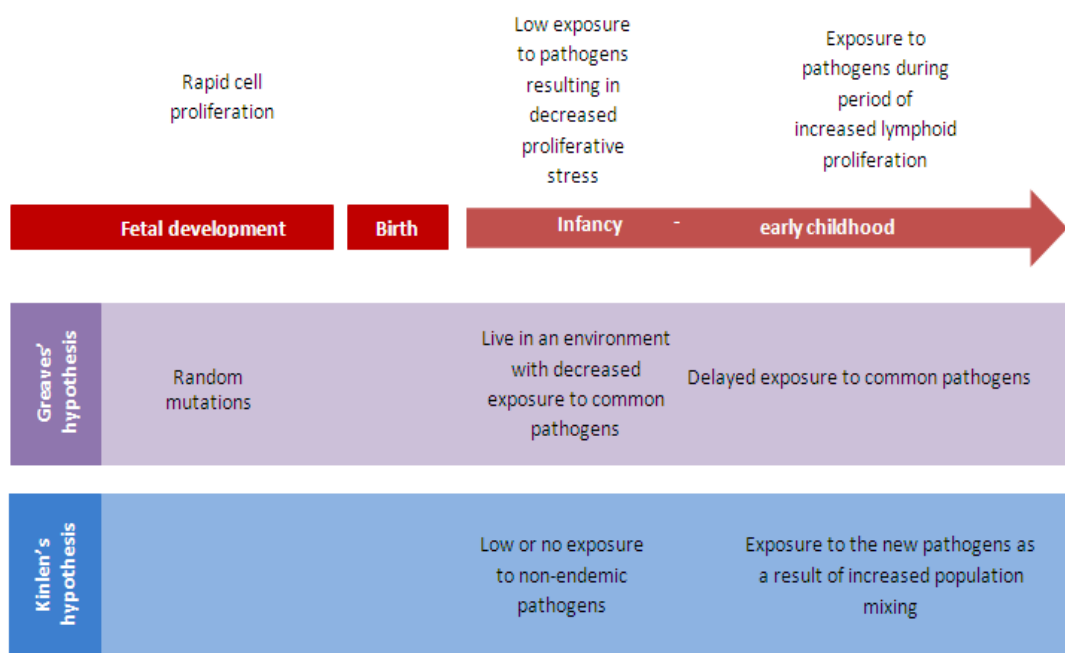 Rapid cell
proliferation
Low exposure
to pathogens
resulting in
decreased
proliferative
stress
Exposure to
pathogens during
period of
increased lymphoid
proliferation
Fetal development
Birth
Infancy - early childhood
Greaves'
hypothesis
Random
mutations
Live in an environment
with decreased
exposure to common
pathogens
Delayed exposure to common pathogens
Kinlen's
hypothesis
Low or no exposure
to non-endemic
pathogens
Exposure to the new pathogens as
a result of increased population
mixing